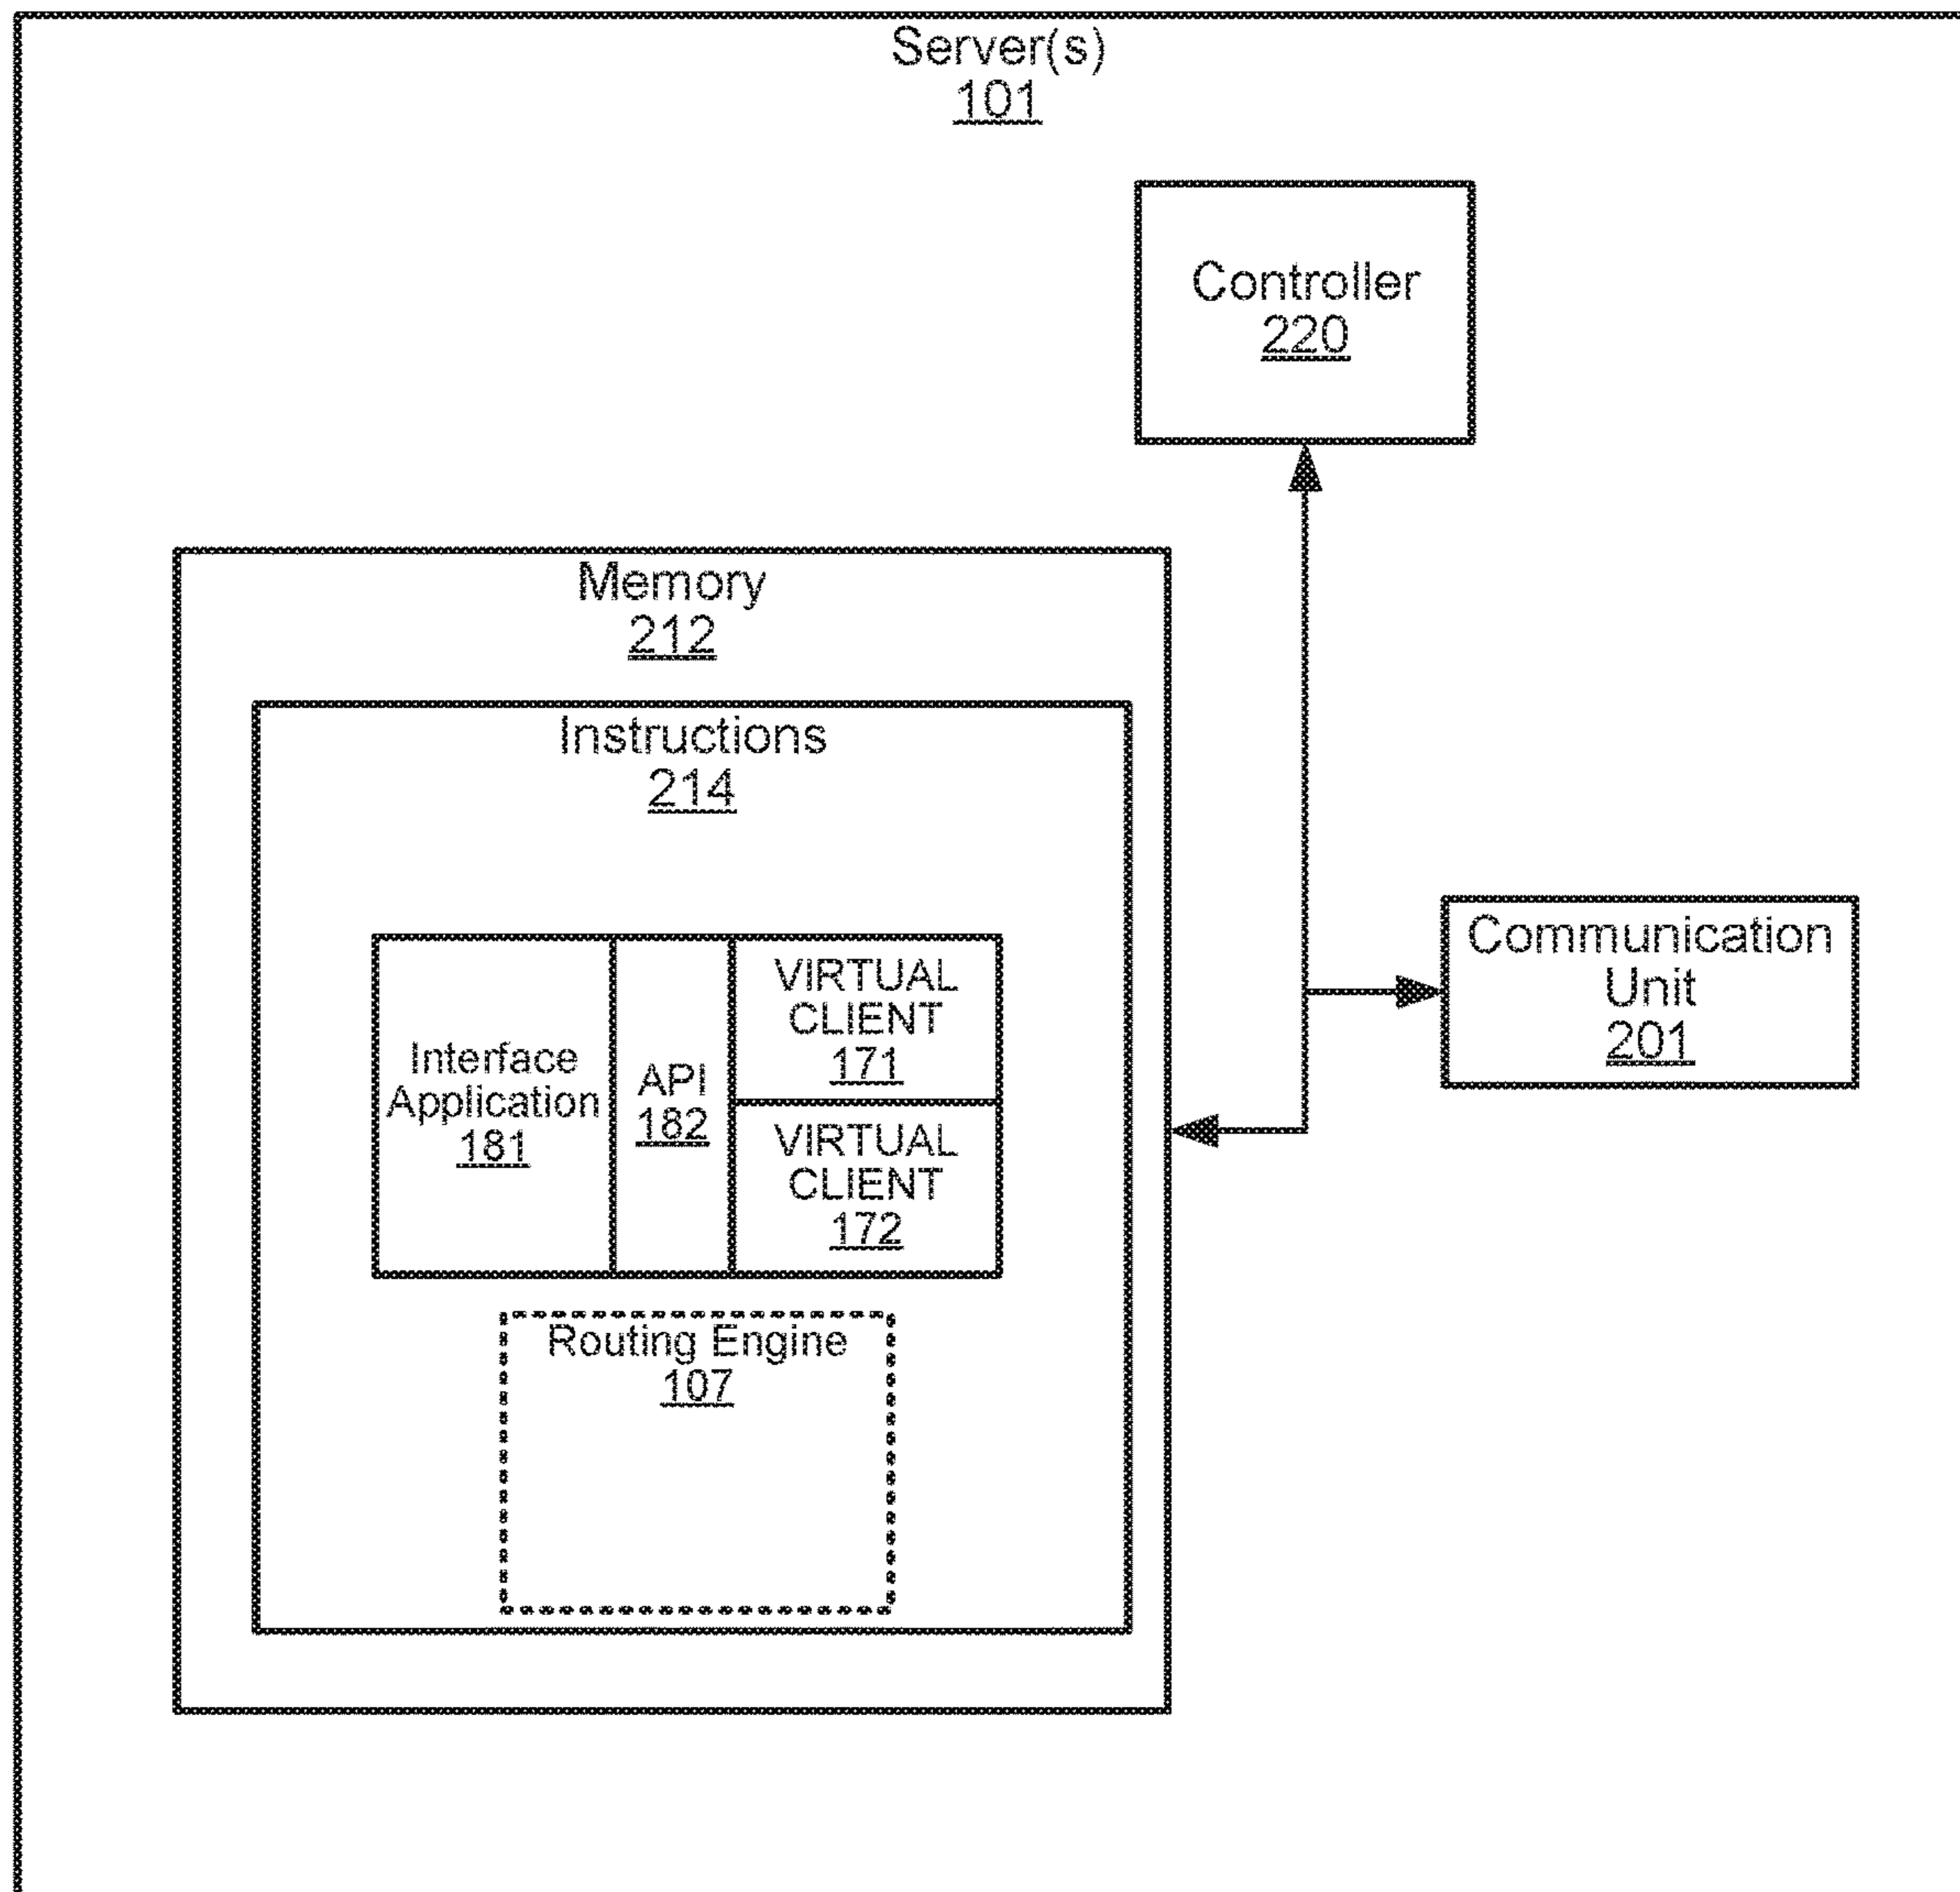 Server(s)
101
Controller
220
Memory
212
Instructions
214
Communication
Unit
201
Interface
Application
181
API
182
VIRTUAL
CLIENT
171
VIRTUAL
CLIENT
172
Routing Engine
107